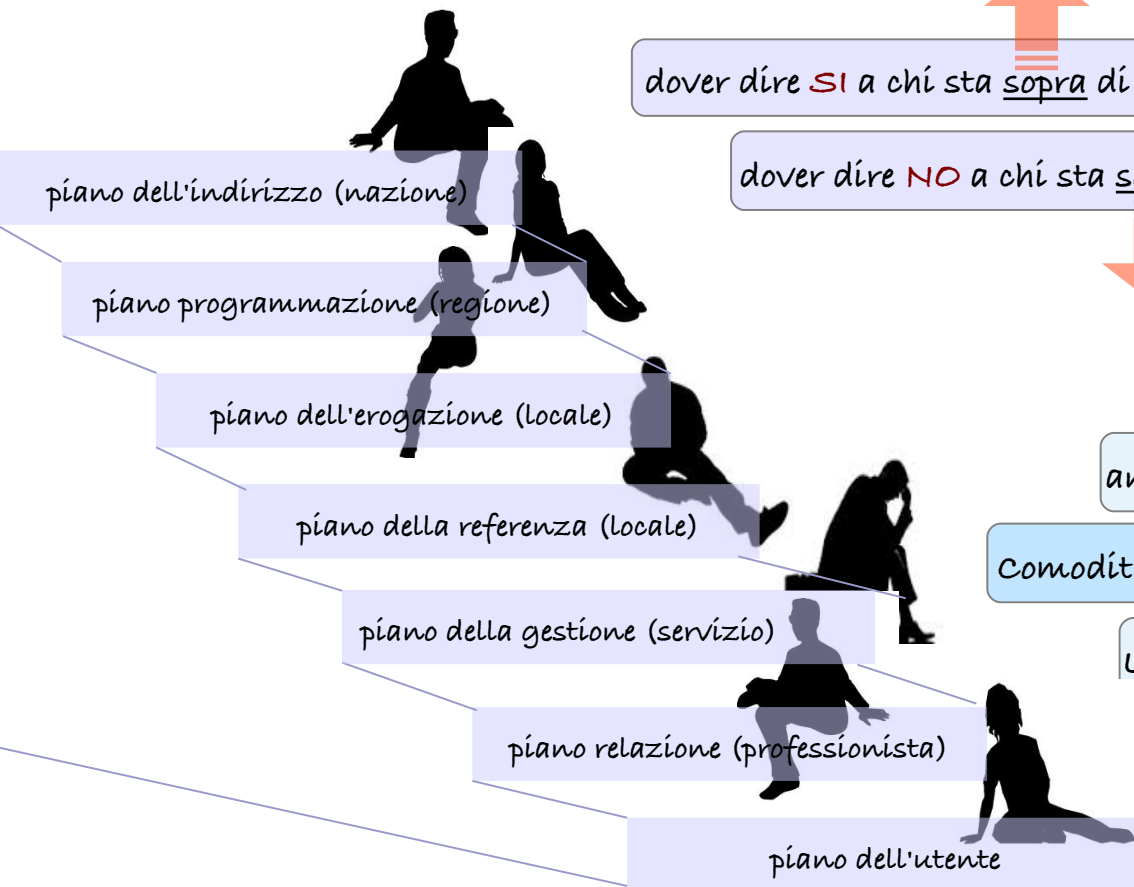 dover dire SI a chi sta sopra di
dover dire NO a chi sta
piano dell'indirizzo (nazione)
piano programmazione (regione)
piano dell'erogazione (locale)
piano della referenza (locale)
piano della gestione (servizio)
piano relazione (professionista)
piano dell'utente